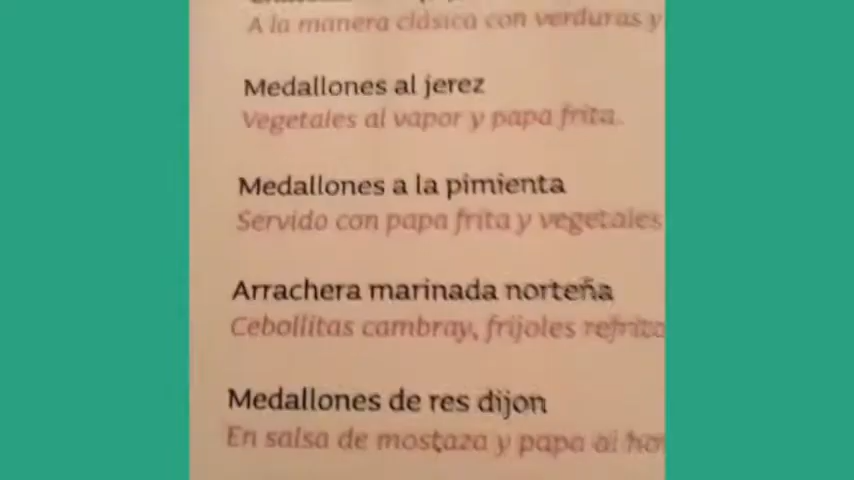 A la manera clásica con verduras y
Medallones al jerez
Vegetales al vapor y papa frita.
Medallones a la pimienta
Servido con papa frita y vegetales
Arrachera marinada norteña
Cebollitas cambray, frijoles
Medallones de res dijon
En salsa de mostaza y papa al